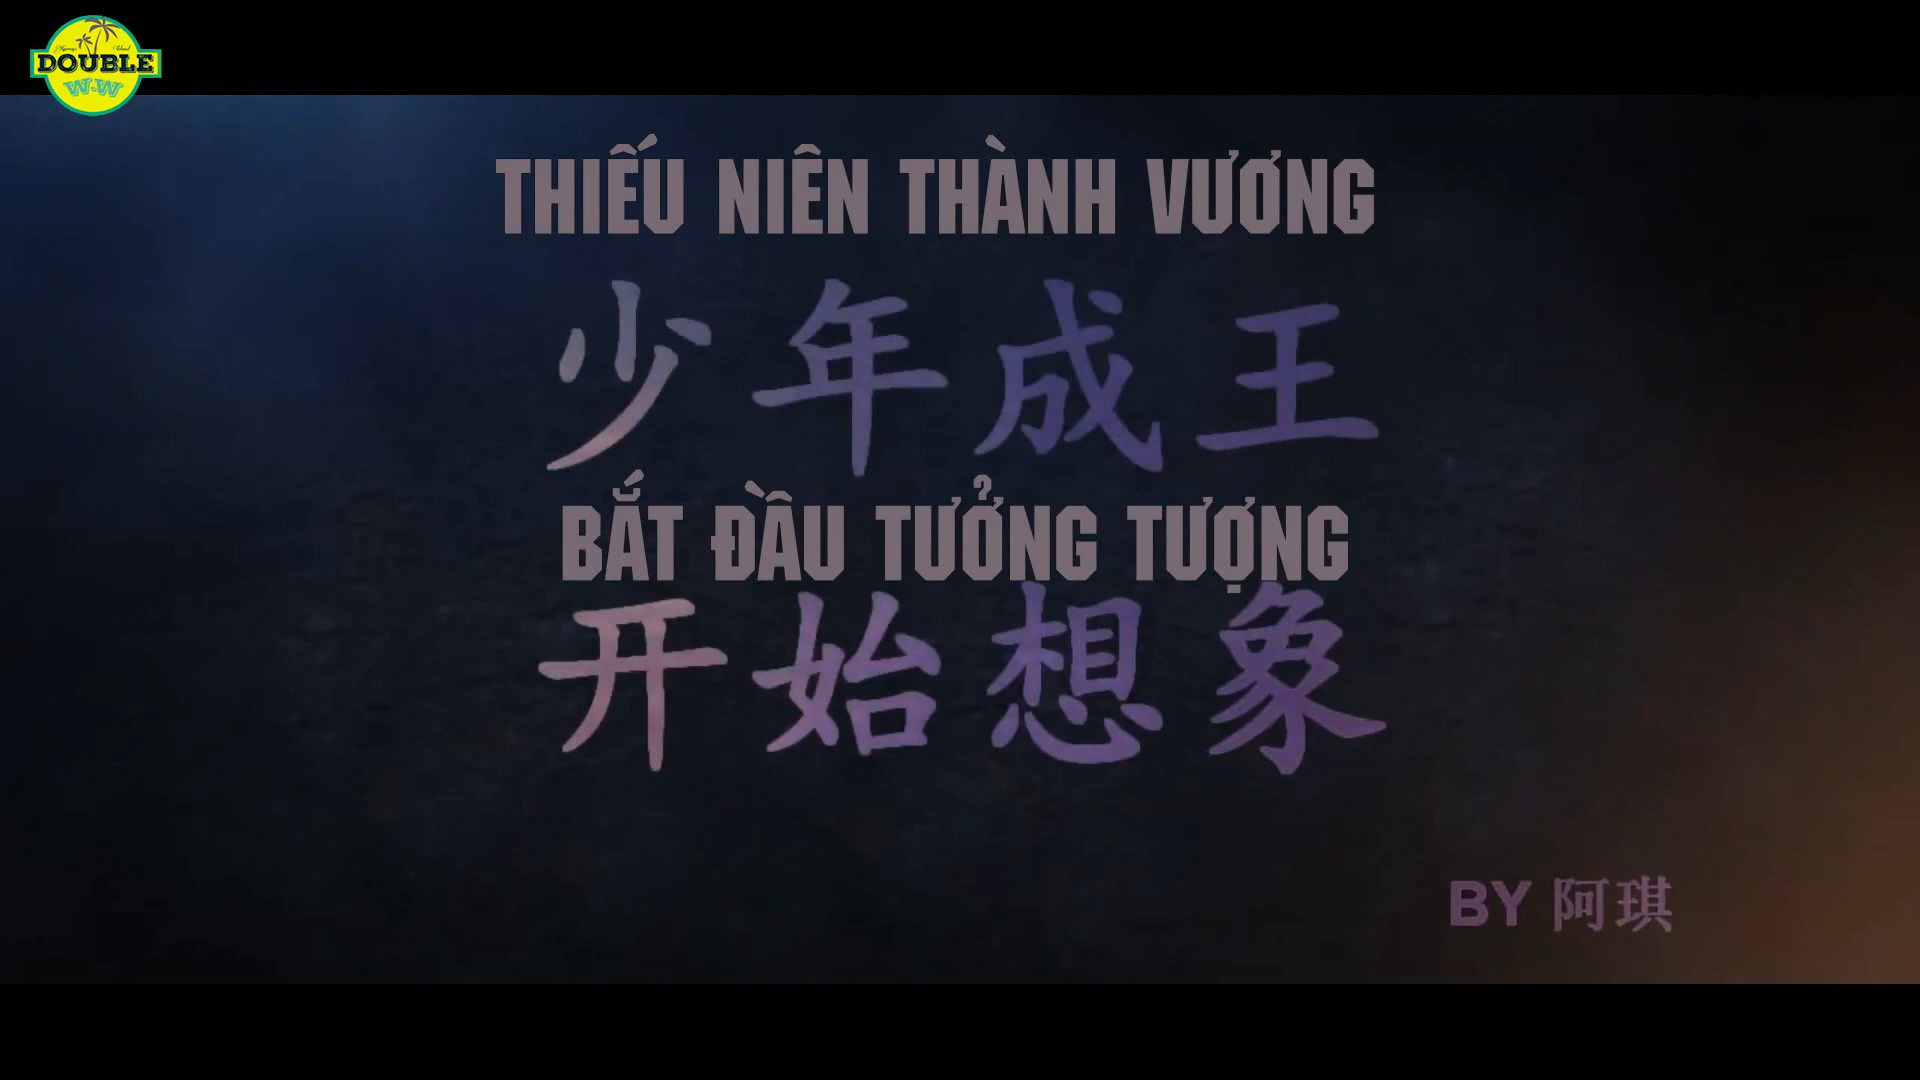 DOUBLE
W-W
THIẾU NIÊN THÀNH VƯƠNG
少年成王
BẮT ĐẦU TƯỞNG TƯỢNG
开始想象
BY 阿琪